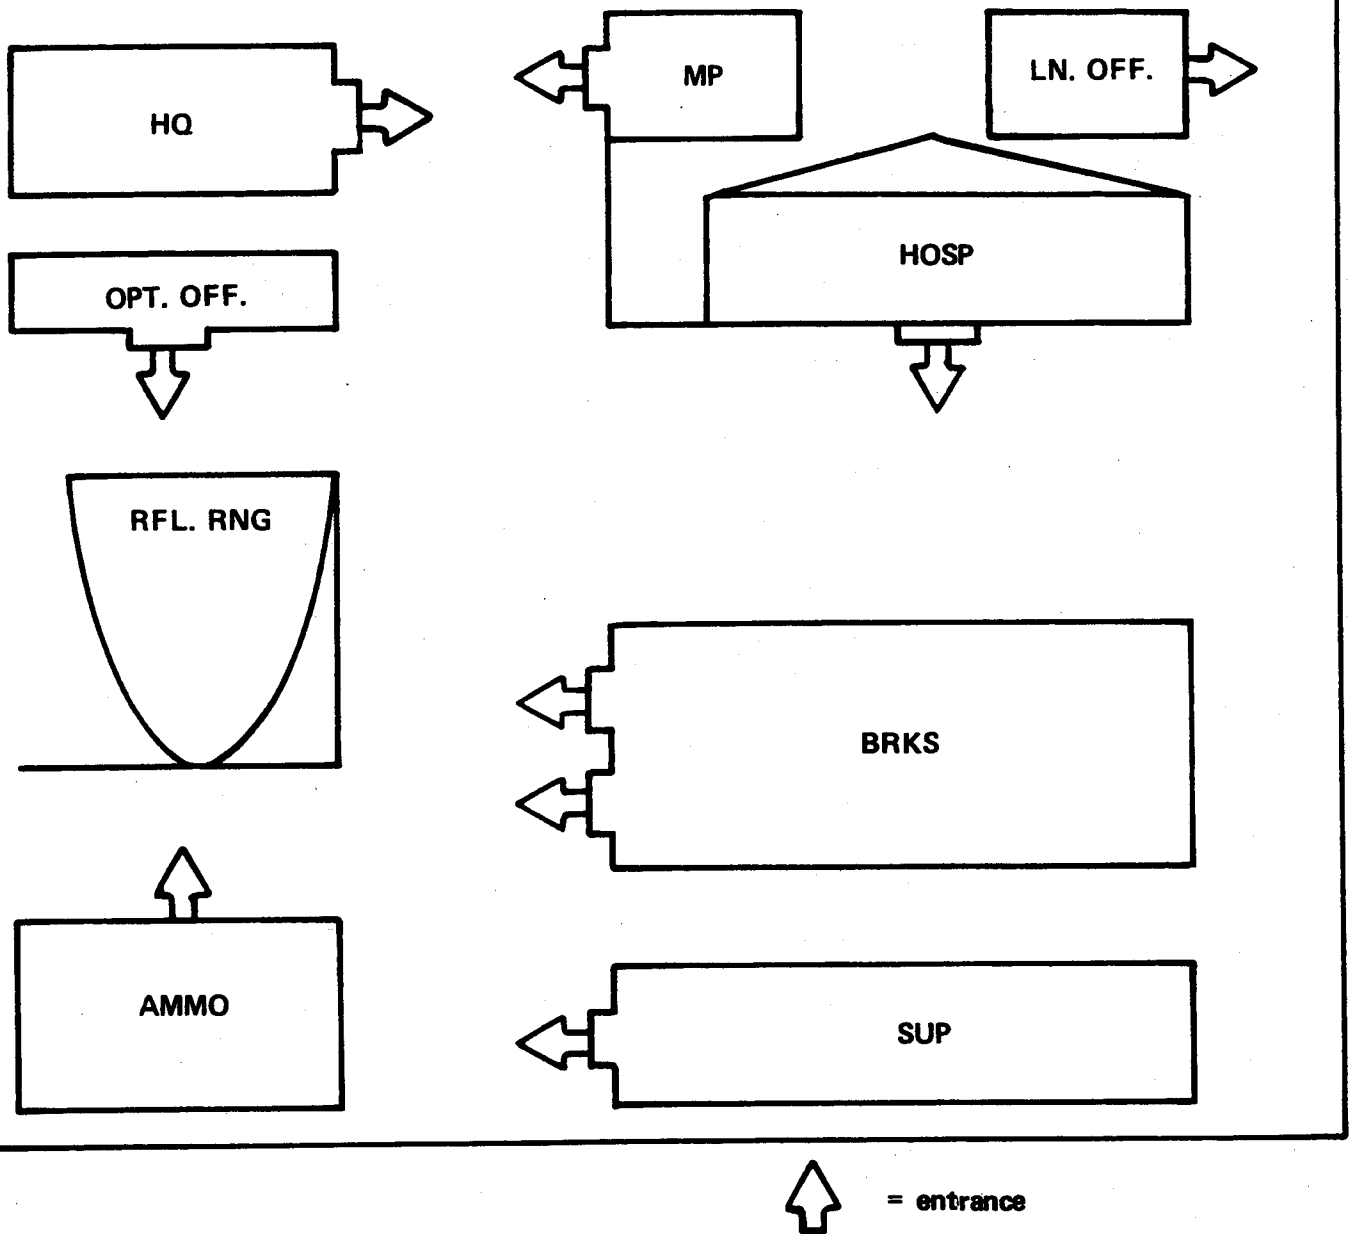 HQ
MP
LN. OFF.
OPT. OFF.
HOSP
RFL. RNG
BRKS
AMMO
SUP
= entrance